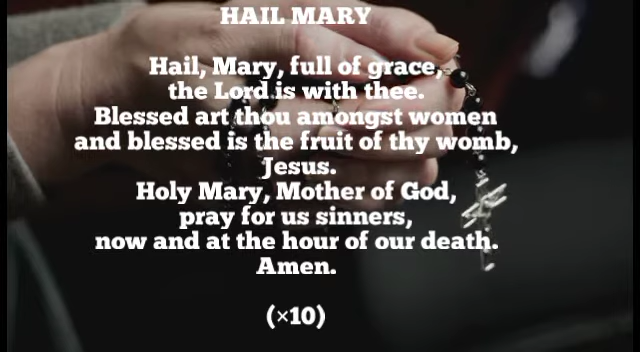 HAIL MARY
Hail, Mary, full of grace,
the Lord is with thee.
Blessed art thou amongst women
and blessed is the fruit of thy womb,
Jesus.
Holy Mary, Mother of God,
pray for us sinners,
now and at the hour of our death.
Amen.
(×10)